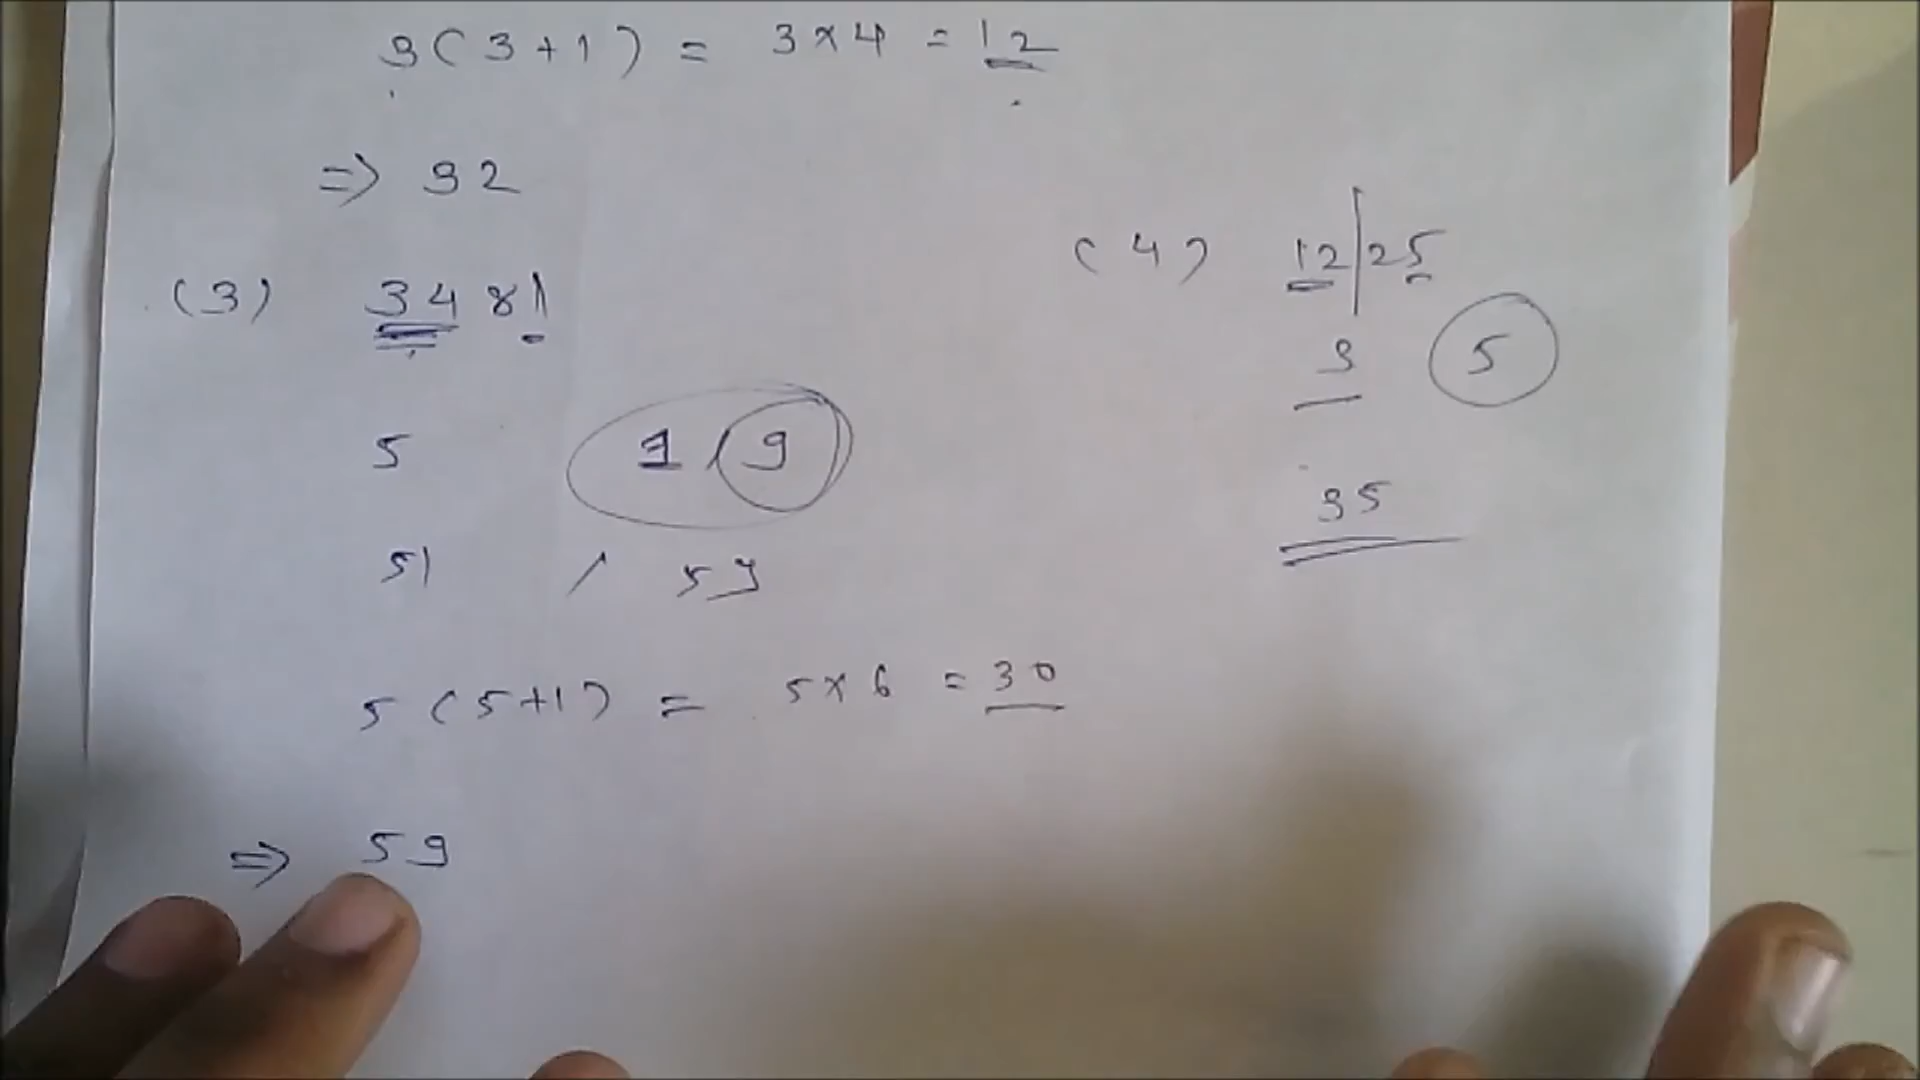 3(3+1) = 3×4 = 12
=> 32
(3) 3481
5 1, 9
51 / 59
5(5+1) = 5×6 = 30
=> 59
(4) 12|25
3 5
35